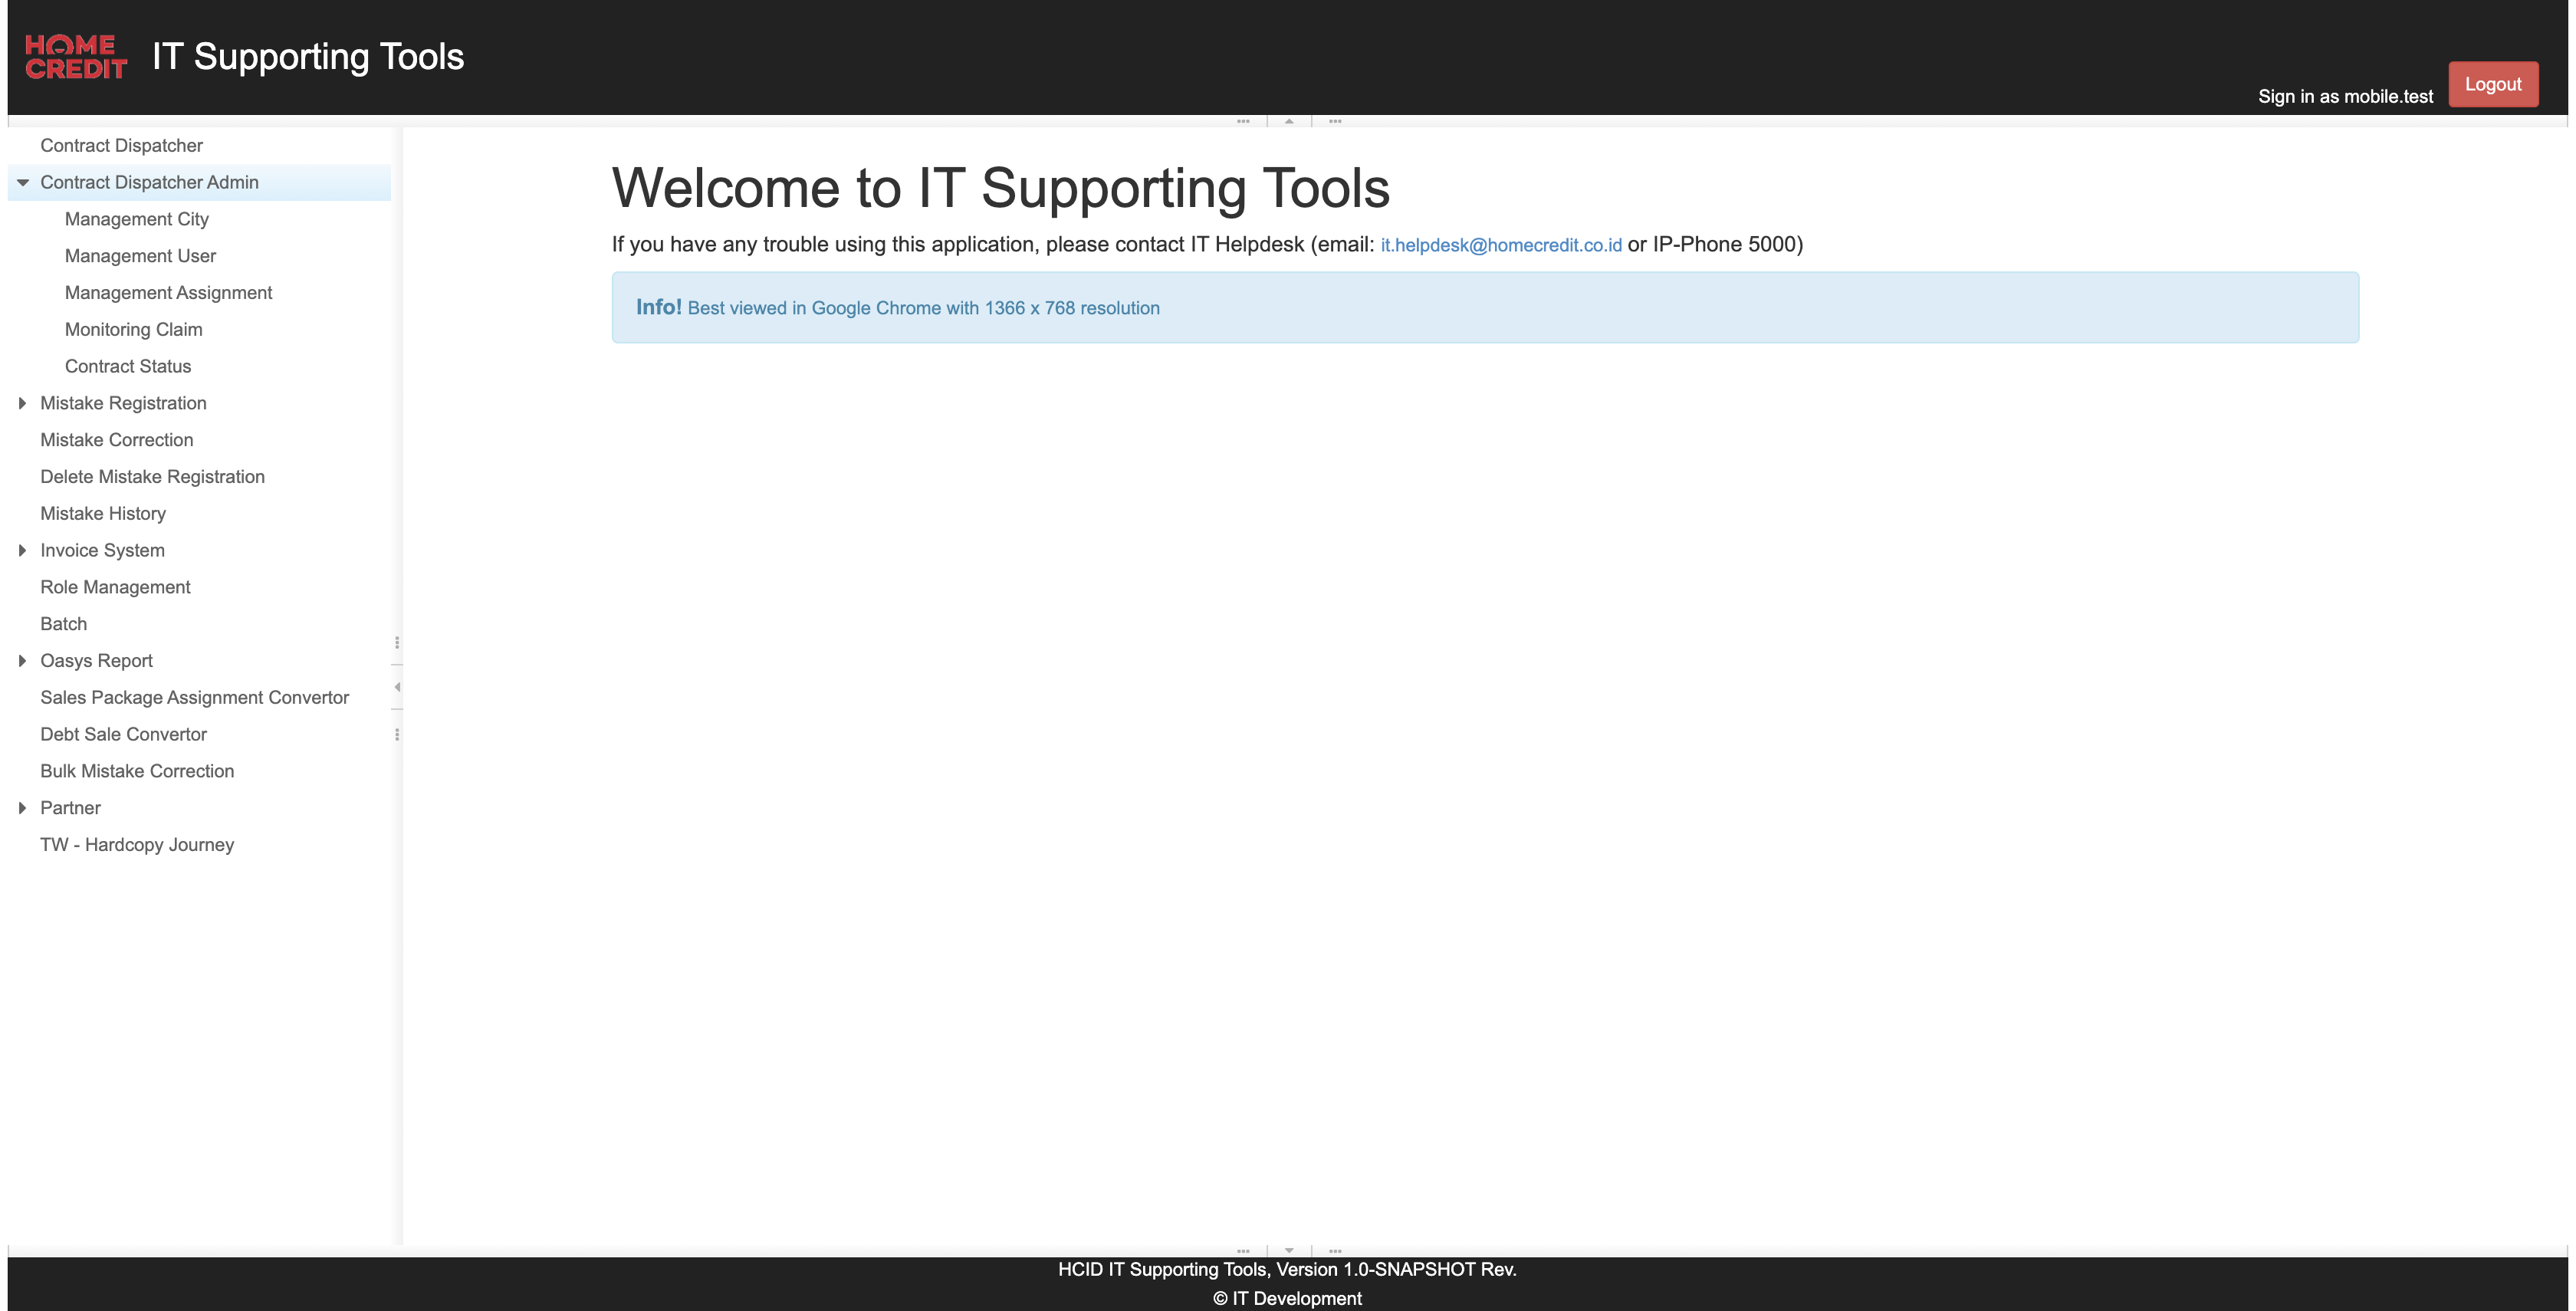 HOME
CREDIT
IT Supporting Tools
Sign in as mobile.test
Logout
Contract Dispatcher
Contract Dispatcher Admin
Management City
Management User
Management Assignment
Monitoring Claim
Contract Status
Mistake Registration
Mistake Correction
Delete Mistake Registration
Mistake History
Invoice System
Role Management
Batch
Oasys Report
Sales Package Assignment Convertor
Debt Sale Convertor
Bulk Mistake Correction
Partner
TW - Hardcopy Journey
Welcome to IT Supporting Tools
If you have any trouble using this application, please contact IT Helpdesk (email: it.helpdesk@homecredit.co.id or IP-Phone 5000)
Info! Best viewed in Google Chrome with 1366 x 768 resolution
HCID IT Supporting Tools, Version 1.0-SNAPSHOT Rev.
© IT Development